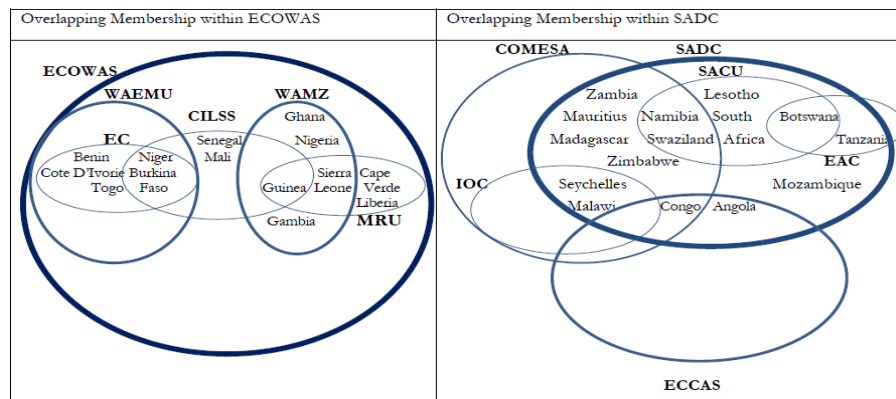 Overlapping Membership within ECOWAS
ECOWAS
WAEMU
WAMZ
CILSS
Ghana
EC
Senegal
Nigeria
Benin
Niger
Mali
Cote D'Ivorie
Burkina
Sierra
Cape
Togo
Faso
Guinea
Leone
Verde
Liberia
Gambia
MRU
Overlapping Membership within SADC
COMESA
SADC
SACU
Zambia
Lesotho
Mauritius
Namibia
South
Botswana
Madagascar
Swaziland
Africa
Tanzania
Zimbabwe
EAC
IOC
Seychelles
Mozambique
Malawi
Congo
Angola
ECCAS